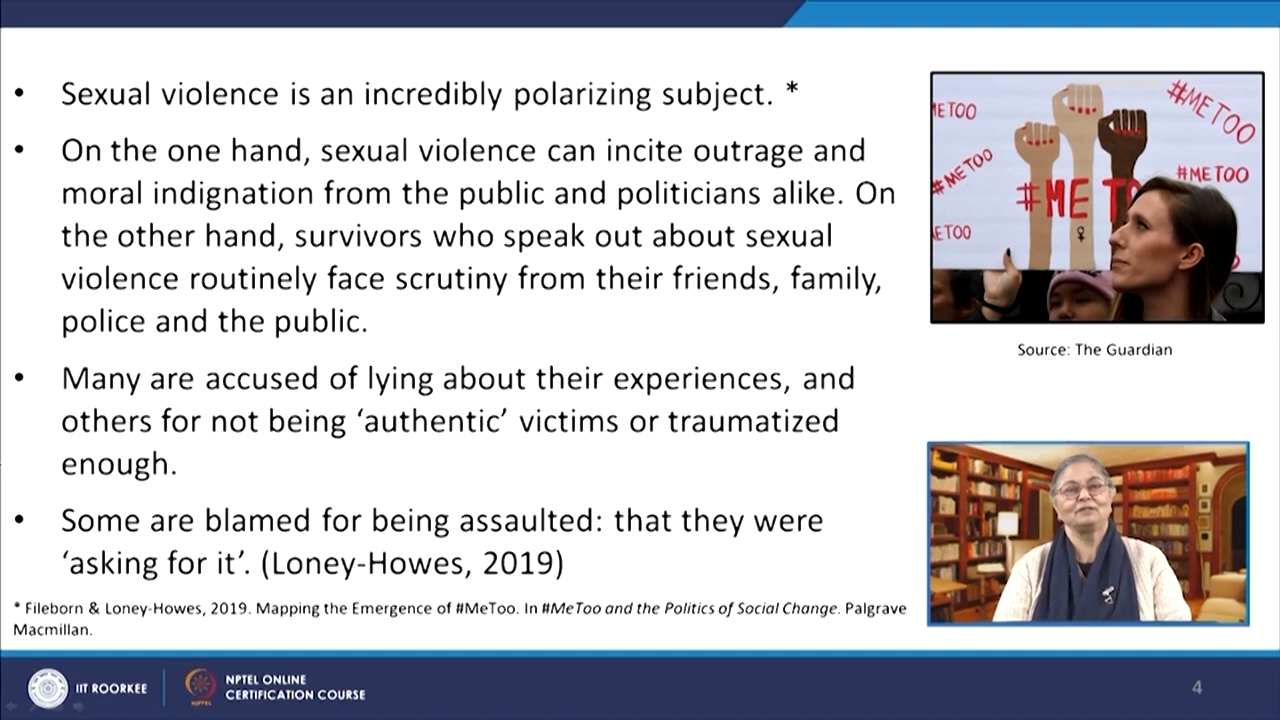 • Sexual violence is an incredibly polarizing subject. *
• On the one hand, sexual violence can incite outrage and
moral indignation from the public and politicians alike. On
the other hand, survivors who speak out about sexual
violence routinely face scrutiny from their friends, family,
police and the public.
• Many are accused of lying about their experiences, and
others for not being ‘authentic’ victims or traumatized
enough.
• Some are blamed for being assaulted: that they were
‘asking for it’. (Loney-Howes, 2019)
* Fileborn & Loney-Howes, 2019. Mapping the Emergence of #MeToo. In #MeToo and the Politics of Social Change. Palgrave
Macmillan.
METOO
#METOO
#METOO
#METOO
#ME TO
ETOO
Source: The Guardian
IIT ROORKEE
NPTEL
NPTEL ONLINE
CERTIFICATION COURSE
4